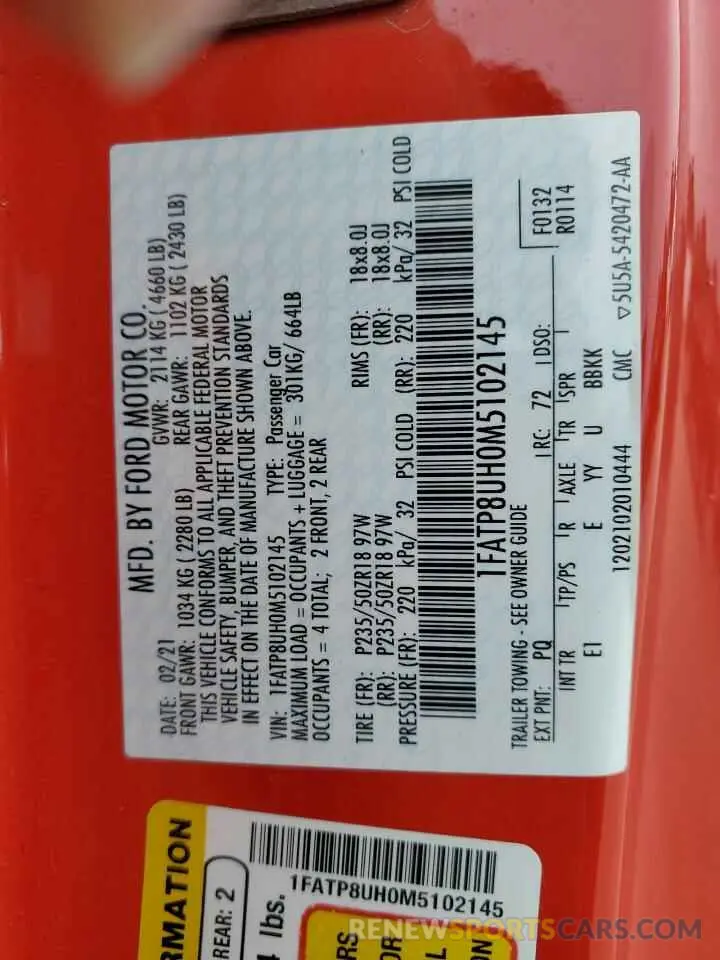 MFD. BY FORD MOTOR CO.
DATE: 02/21 GVWR: 2114 KG ( 4660 LB)
FRONT GAWR: 1034 KG ( 2280 LB) REAR GAWR: 1102 KG ( 2430 LB)
THIS VEHICLE CONFORMS TO ALL APPLICABLE FEDERAL MOTOR
VEHICLE SAFETY, BUMPER, AND THEFT PREVENTION STANDARDS
IN EFFECT ON THE DATE OF MANUFACTURE SHOWN ABOVE.
VIN: 1FATP8UH0M5102145 TYPE: Passenger Car
MAXIMUM LOAD = OCCUPANTS + LUGGAGE = 301KG/ 664LB
OCCUPANTS = 4 TOTAL; 2 FRONT, 2 REAR
TIRE (FR): P235/50ZR18 97W RIMS (FR): 18x8.0J
(RR): P235/50ZR18 97W (RR): 18x8.0J
PRESSURE (FR): 220 kPa/ 32 PSI COLD (RR): 220 kPa/ 32 PSI COLD
1FATP8UH0M5102145
TRAILER TOWING - SEE OWNER GUIDE
F0132
R0114
EXT PNT: PQ RC: 72 DSO:
INT TR TP/PS R AXLE TR SPR
E1 E YY U BBKK
1202102010444 CMC ▽5U5A-5420472-AA
RMATION
REAR: 2
4 lbs.
1FATP8UH0M5102145
RS
OR
L
ON
RENEWSPORTSCARS.COM